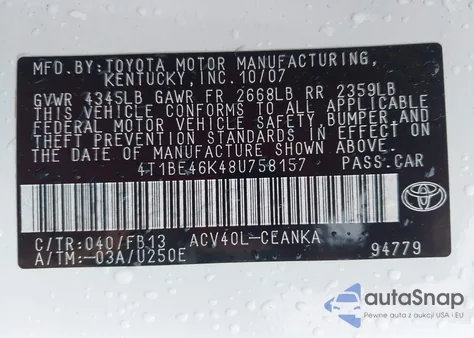 MFD. BY: TOYOTA MOTOR MANUFACTURING,
KENTUCKY, INC. 10/07
GVWR 4345LB GAWR FR 2668LB RR 2359LB
THIS VEHICLE CONFORMS TO ALL APPLICABLE
FEDERAL MOTOR VEHICLE SAFETY, BUMPER, AND
THEFT PREVENTION STANDARDS IN EFFECT ON
THE DATE OF MANUFACTURE SHOWN ABOVE.
4T1BE46K48U758157 PASS. CAR
C/TR: 040/FB13 ACV40L-CEANKA
A/TM: -03A/U250E 94779
autoSnap
Pewne auta z aukcji USA i EU